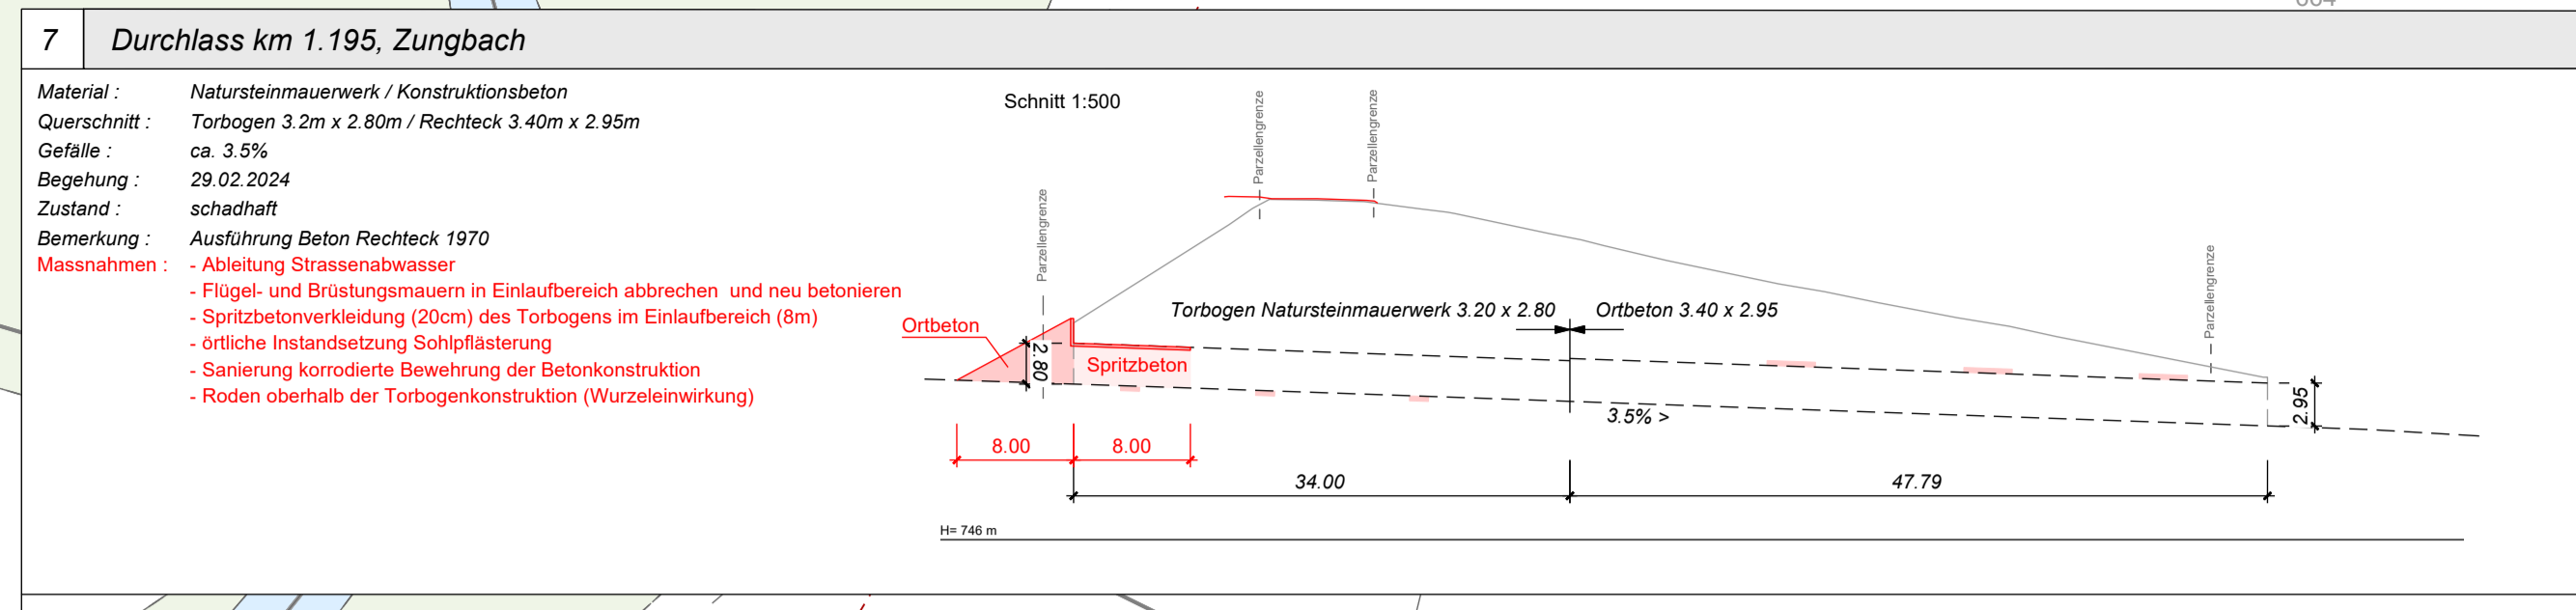 7 Durchlass km 1.195, Zungbach
Material : Natursteinmauerwerk / Konstruktionsbeton
Querschnitt : Torbogen 3.2m x 2.80m / Rechteck 3.40m x 2.95m
Gefälle : ca. 3.5%
Begehung : 29.02.2024
Zustand : schadhaft
Bemerkung : Ausführung Beton Rechteck 1970
Massnahmen : - Ableitung Strassenabwasser
- Flügel- und Brüstungsmauern in Einlaufbereich abbrechen und neu betonieren
- Spritzbetonverkleidung (20cm) des Torbogens im Einlaufbereich (8m)
- örtliche Instandsetzung Sohlpflästerung
- Sanierung korrodierte Bewehrung der Betonkonstruktion
- Roden oberhalb der Torbogenkonstruktion (Wurzeleinwirkung)
Schnitt 1:500
Parzellengrenze
Parzellengrenze
Parzellengrenze
Parzellengrenze
Torbogen Natursteinmauerwerk 3.20 x 2.80
Ortbeton 3.40 x 2.95
Ortbeton
2.80
Spritzbeton
3.5% >
2.95
8.00
8.00
34.00
47.79
H= 746 m